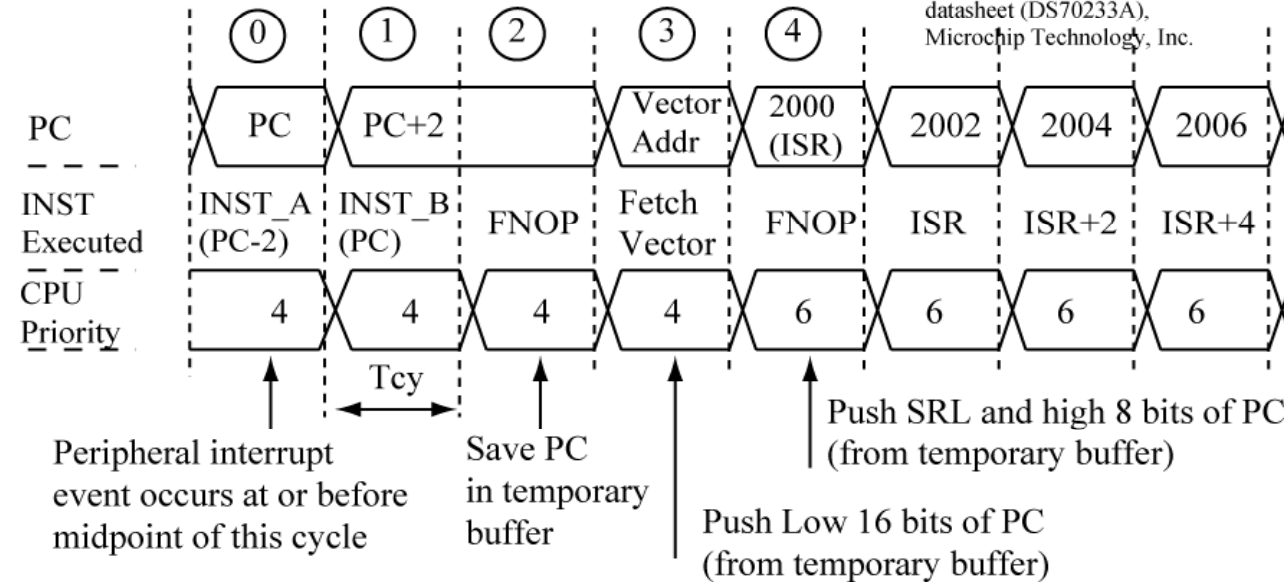 datasheet (DS70233A),
Microchip Technology, Inc.
0 1 2 3 4
PC PC PC+2 Vector Addr 2000 (ISR) 2002 2004 2006
INST Executed INST_A (PC-2) INST_B (PC) FNOP Fetch Vector FNOP ISR ISR+2 ISR+4
CPU Priority 4 4 4 4 6 6 6 6
Tcy
Peripheral interrupt
event occurs at or before
midpoint of this cycle
Save PC
in temporary
buffer
Push SRL and high 8 bits of PC
(from temporary buffer)
Push Low 16 bits of PC
(from temporary buffer)